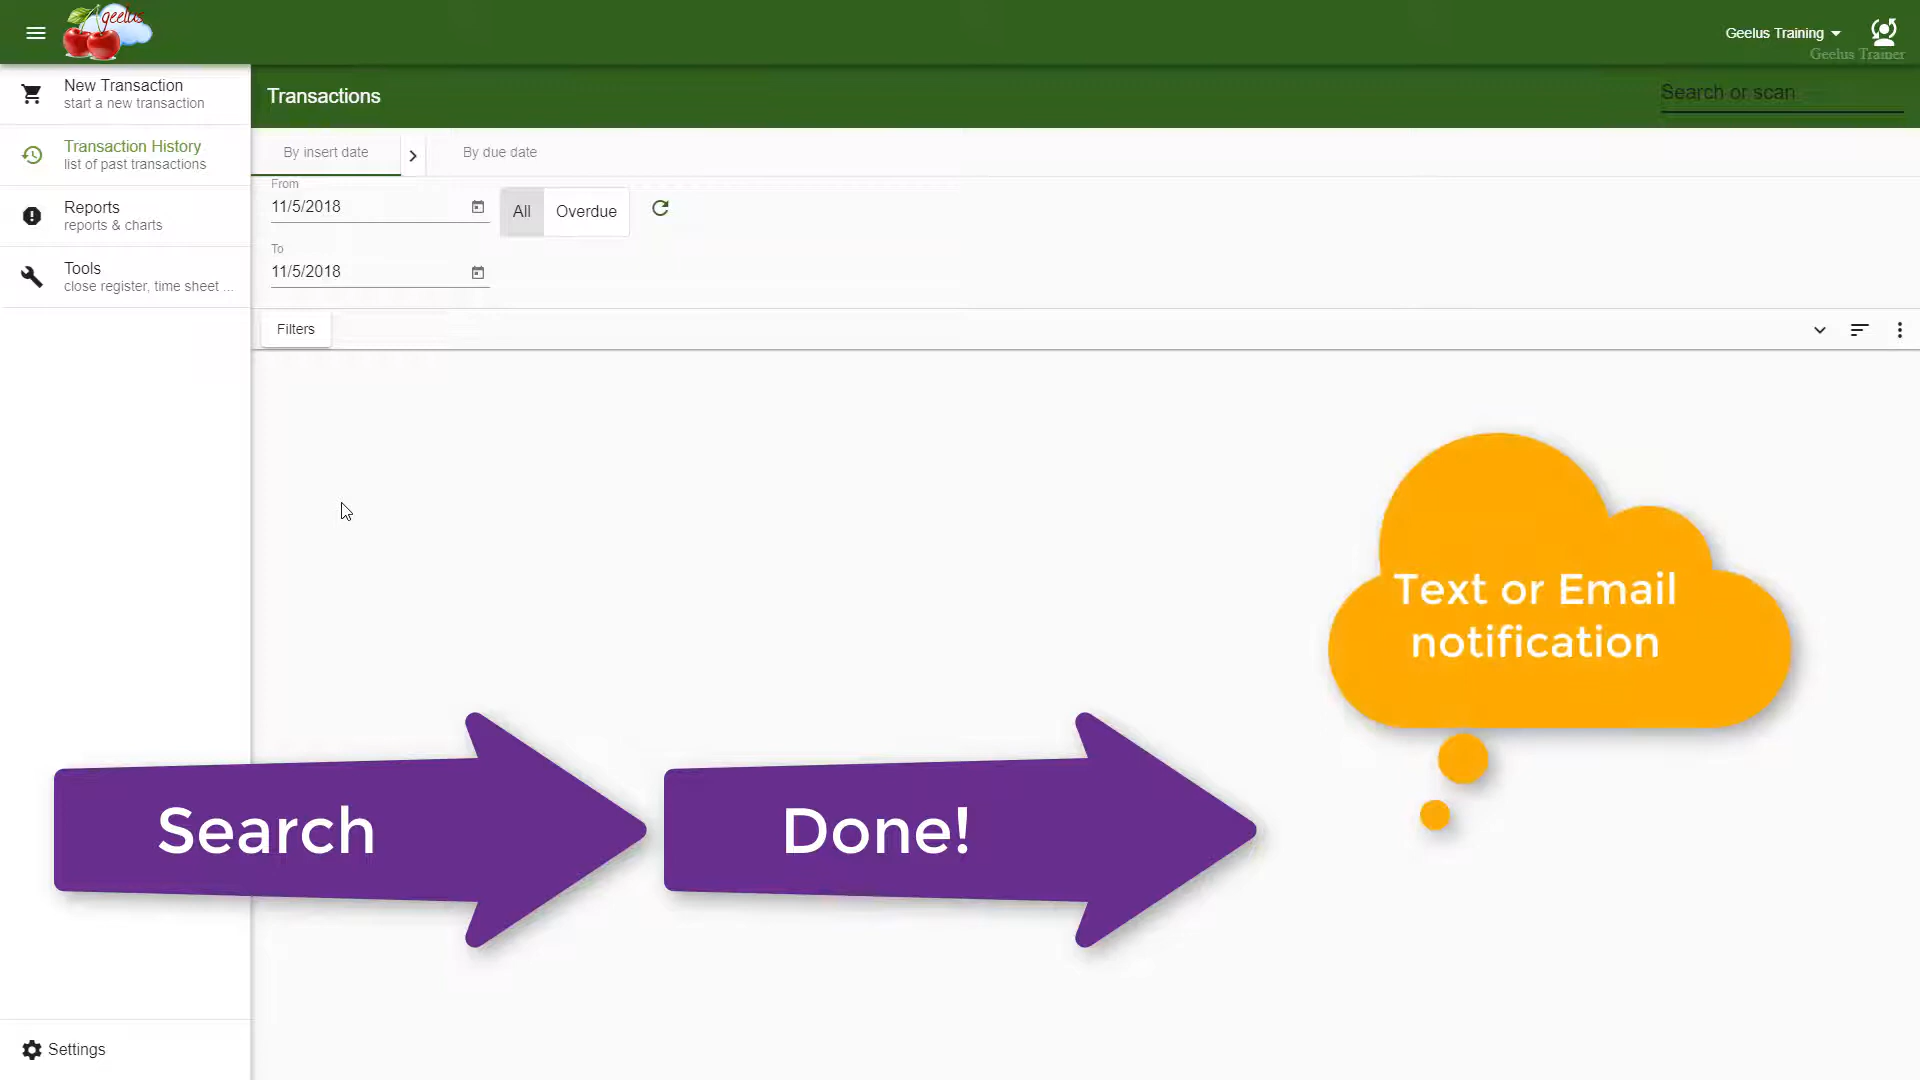 geelus
Geelus Training
Geelus Trainer
New Transaction
start a new transaction
Transaction History
list of past transactions
Reports
reports & charts
Tools
close register, time sheet ...
Settings
Transactions
Search or scan
By insert date
By due date
From
11/5/2018
All
Overdue
To
11/5/2018
Filters
Text or Email
notification
Search
Done!